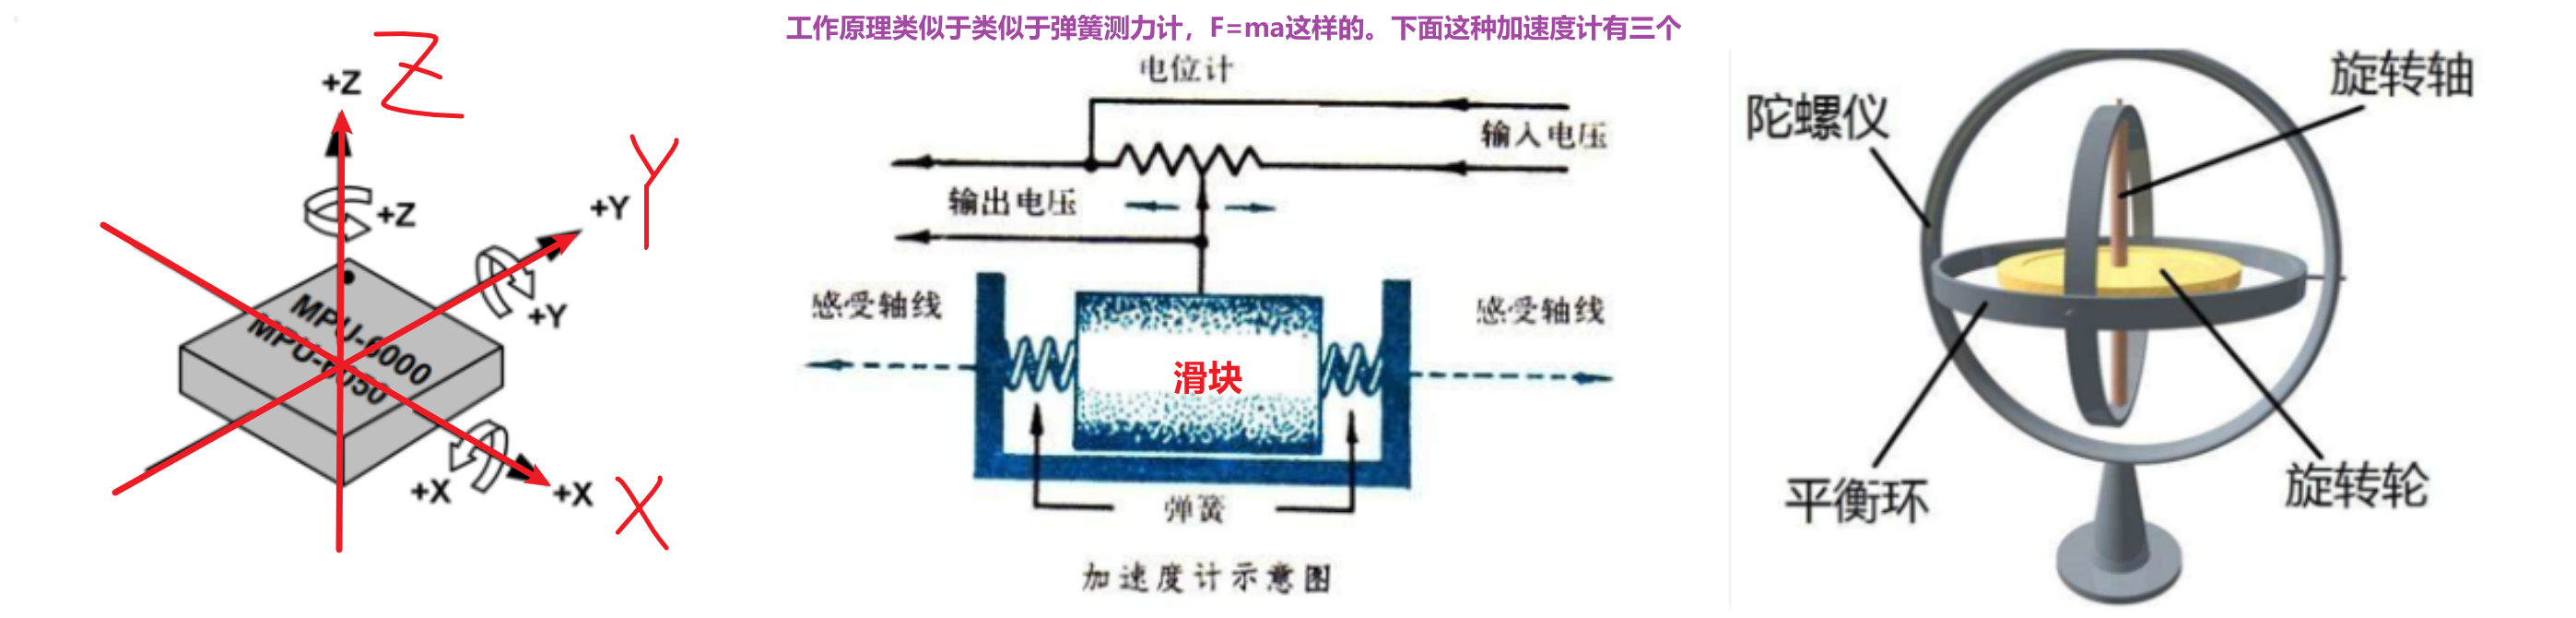 工作原理类似于类似于弹簧测力计，F=ma这样的。下面这种加速度计有三个
+Z
Z
+Z
+Y
Y
+Y
MPU-6000
MPU-6050
+X
+X
X
电位计
输入电压
输出电压
感受轴线
感受轴线
滑块
弹簧
加速度计示意图
陀螺仪
旋转轴
平衡环
旋转轮